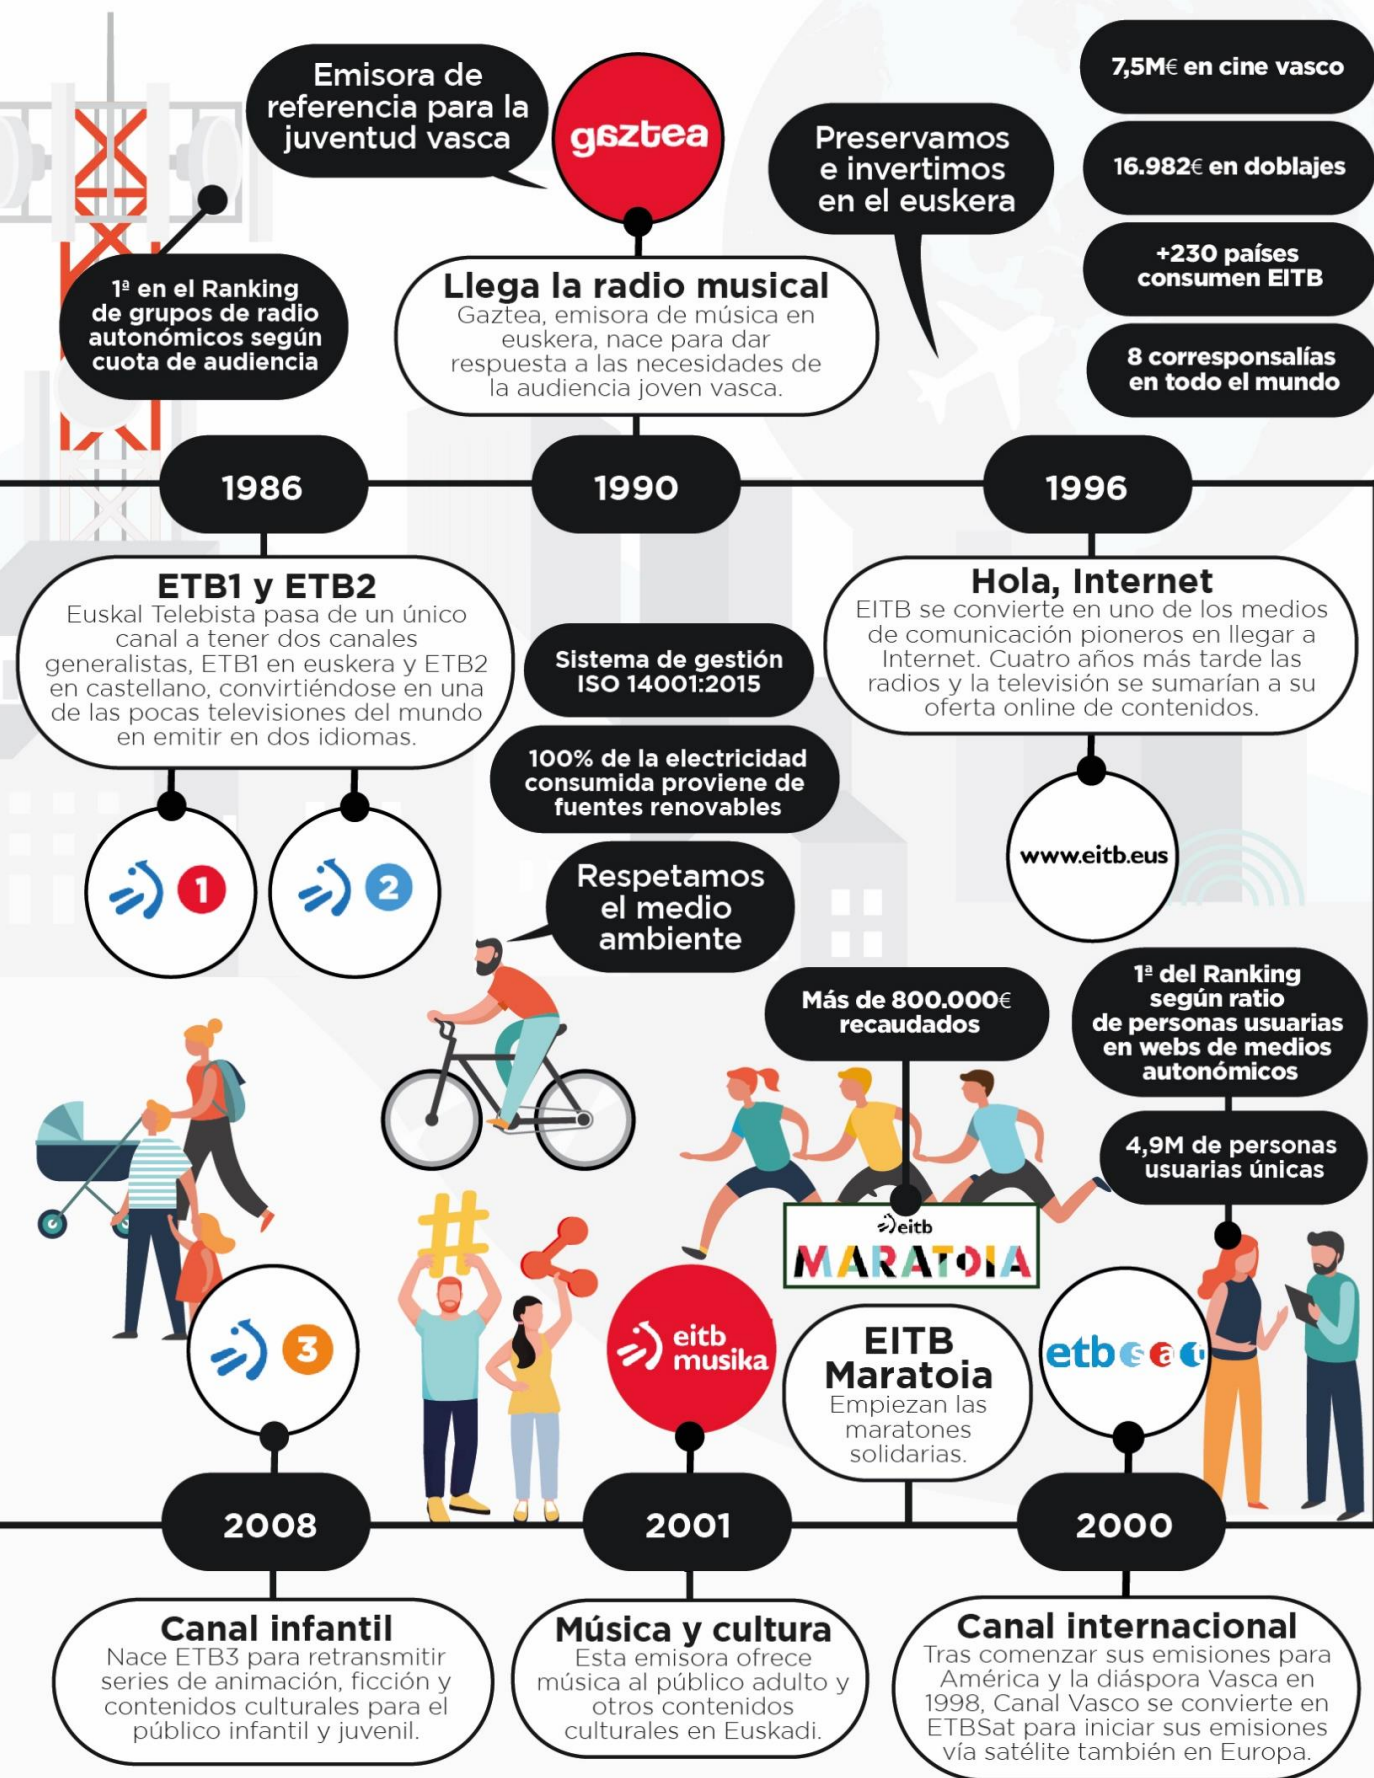 Emisora de
referencia para la
juventud vasca
gaztea
Preservamos
e invertimos
en el euskera
7,5M€ en cine vasco
16.982€ en doblajes
+230 países
consumen EITB
8 corresponsalías
en todo el mundo
1ª en el Ranking
de grupos de radio
autonómicos según
cuota de audiencia
Llega la radio musical
Gaztea, emisora de música en
euskera, nace para dar
respuesta a las necesidades de
la audiencia joven vasca.
1986
1990
1996
ETB1 y ETB2
Euskal Telebista pasa de un único
canal a tener dos canales
generalistas, ETB1 en euskera y ETB2
en castellano, convirtiéndose en una
de las pocas televisiones del mundo
en emitir en dos idiomas.
1
2
Sistema de gestión
ISO 14001:2015
100% de la electricidad
consumida proviene de
fuentes renovables
Respetamos
el medio
ambiente
Hola, Internet
EITB se convierte en uno de los medios
de comunicación pioneros en llegar a
Internet. Cuatro años más tarde las
radios y la televisión se sumarían a su
oferta online de contenidos.
www.eitb.eus
Más de 800.000€
recaudados
1ª del Ranking
según ratio
de personas usuarias
en webs de medios
autonómicos
4,9M de personas
usuarias únicas
eitb
MARATOIA
#
3
eitb
musika
EITB
Maratoia
Empiezan las
maratones
solidarias.
etbsat
2008
2001
2000
Canal infantil
Nace ETB3 para retransmitir
series de animación, ficción y
contenidos culturales para el
público infantil y juvenil.
Música y cultura
Esta emisora ofrece
música al público adulto y
otros contenidos
culturales en Euskadi.
Canal internacional
Tras comenzar sus emisiones para
América y la diáspora Vasca en
1998, Canal Vasco se convierte en
ETBSat para iniciar sus emisiones
vía satélite también en Europa.